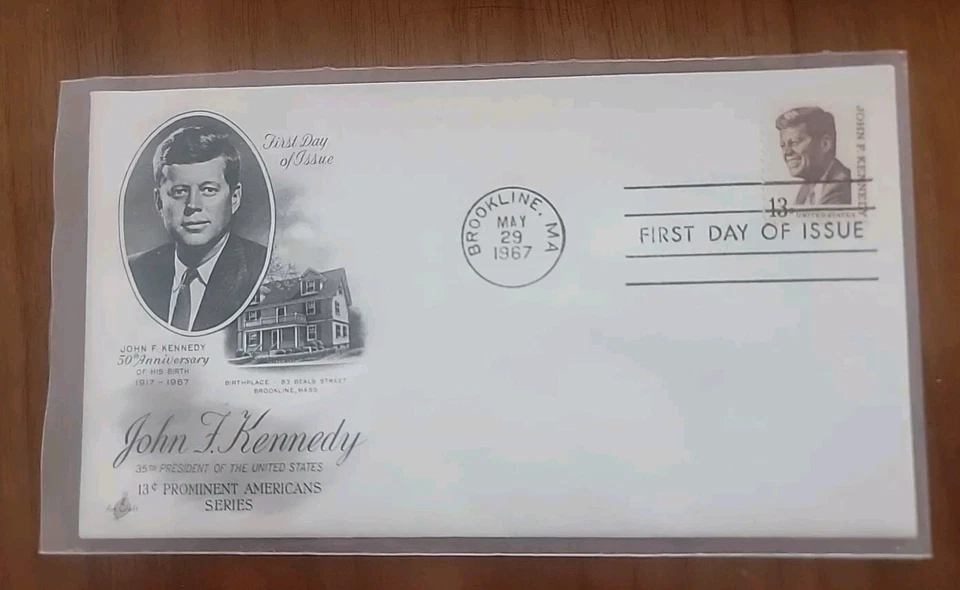 First Day
of Issue
JOHN F. KENNEDY
50th Anniversary
OF HIS BIRTH
1917 - 1967
BIRTHPLACE - 83 BEALS STREET
BROOKLINE, MASS.
John F. Kennedy
35TH PRESIDENT OF THE UNITED STATES
13¢ PROMINENT AMERICANS
SERIES
BROOKLINE, MA
MAY
29
1967
JOHN F. KENNEDY
13¢ UNITED STATES
FIRST DAY OF ISSUE